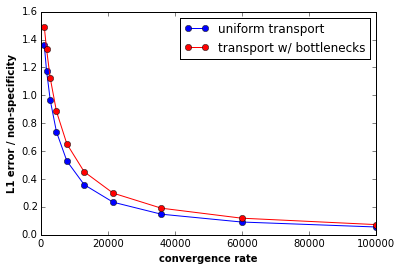 1.6
1.4
1.2
1.0
0.8
0.6
0.4
0.2
0.0
L1 error / non-specificity
uniform transport
transport w/ bottlenecks
0 20000 40000 60000 80000 100000
convergence rate